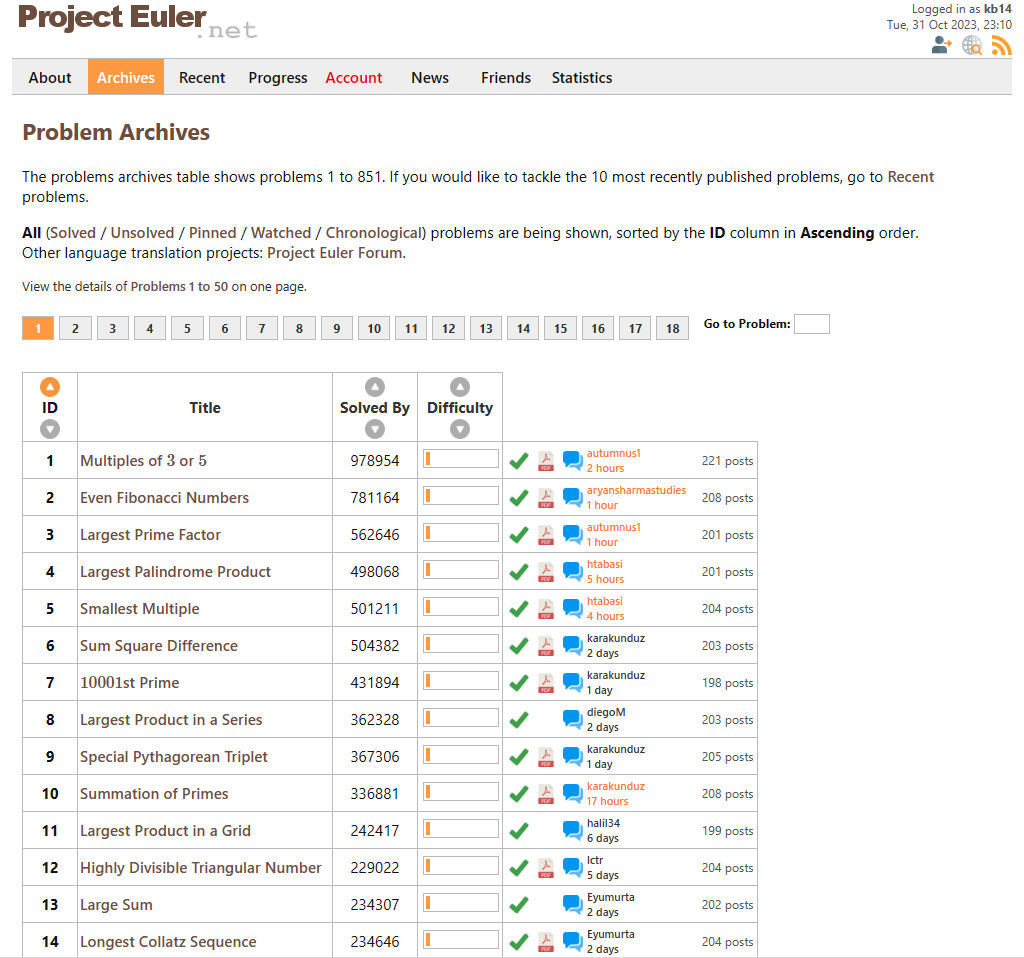 Project Euler.net
Logged in as kb14
Tue, 31 Oct 2023, 23:10
About Archives Recent Progress Account News Friends Statistics
Problem Archives
The problems archives table shows problems 1 to 851. If you would like to tackle the 10 most recently published problems, go to Recent
problems.
All (Solved / Unsolved / Pinned / Watched / Chronological) problems are being shown, sorted by the ID column in Ascending order.
Other language translation projects: Project Euler Forum.
View the details of Problems 1 to 50 on one page.
1 2 3 4 5 6 7 8 9 10 11 12 13 14 15 16 17 18 Go to Problem:
ID Title Solved By Difficulty
1 Multiples of 3 or 5 978954 PDF autumnus1 2 hours 221 posts
2 Even Fibonacci Numbers 781164 PDF aryansharmastudies 1 hour 208 posts
3 Largest Prime Factor 562646 PDF autumnus1 1 hour 201 posts
4 Largest Palindrome Product 498068 PDF htabasi 5 hours 201 posts
5 Smallest Multiple 501211 PDF htabasi 4 hours 204 posts
6 Sum Square Difference 504382 PDF karakunduz 2 days 203 posts
7 10001st Prime 431894 PDF karakunduz 1 day 198 posts
8 Largest Product in a Series 362328 diegoM 2 days 203 posts
9 Special Pythagorean Triplet 367306 PDF karakunduz 1 day 205 posts
10 Summation of Primes 336881 PDF karakunduz 17 hours 208 posts
11 Largest Product in a Grid 242417 halil34 6 days 199 posts
12 Highly Divisible Triangular Number 229022 PDF lctr 5 days 204 posts
13 Large Sum 234307 Eyumurta 2 days 202 posts
14 Longest Collatz Sequence 234646 PDF Eyumurta 2 days 204 posts